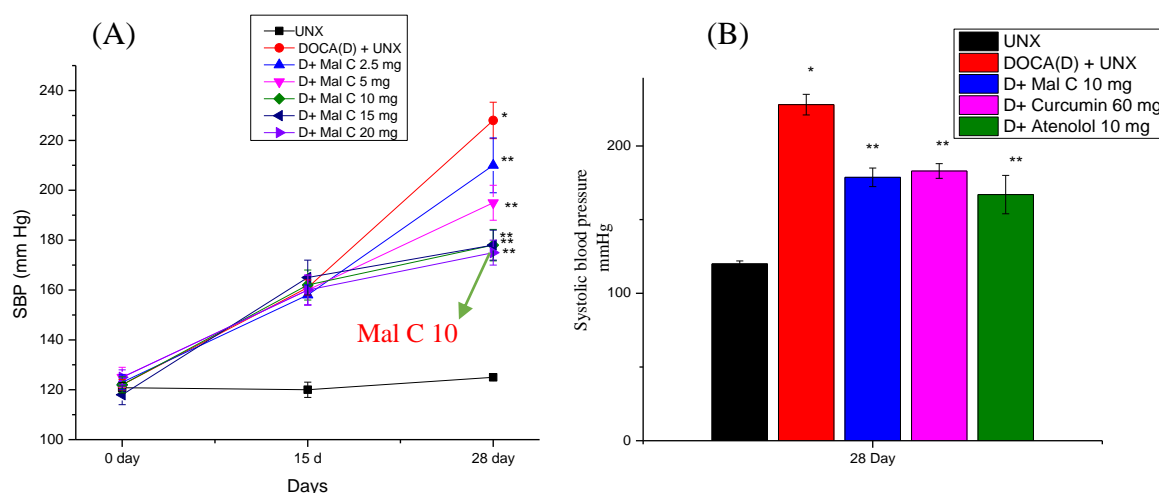 (A)
UNX
DOCA(D) + UNX
D+ Mal C 2.5 mg
D+ Mal C 5 mg
D+ Mal C 10 mg
D+ Mal C 15 mg
D+ Mal C 20 mg
SBP (mm Hg)
240
220
200
180
160
140
120
100
*
**
**
**
**
**
Mal C 10
0 day
15 d
28 day
Days
(B)
UNX
DOCA(D) + UNX
D+ Mal C 10 mg
D+ Curcumin 60 mg
D+ Atenolol 10 mg
Systolic blood pressure
mmHg
200
100
0
*
**
**
**
28 Day